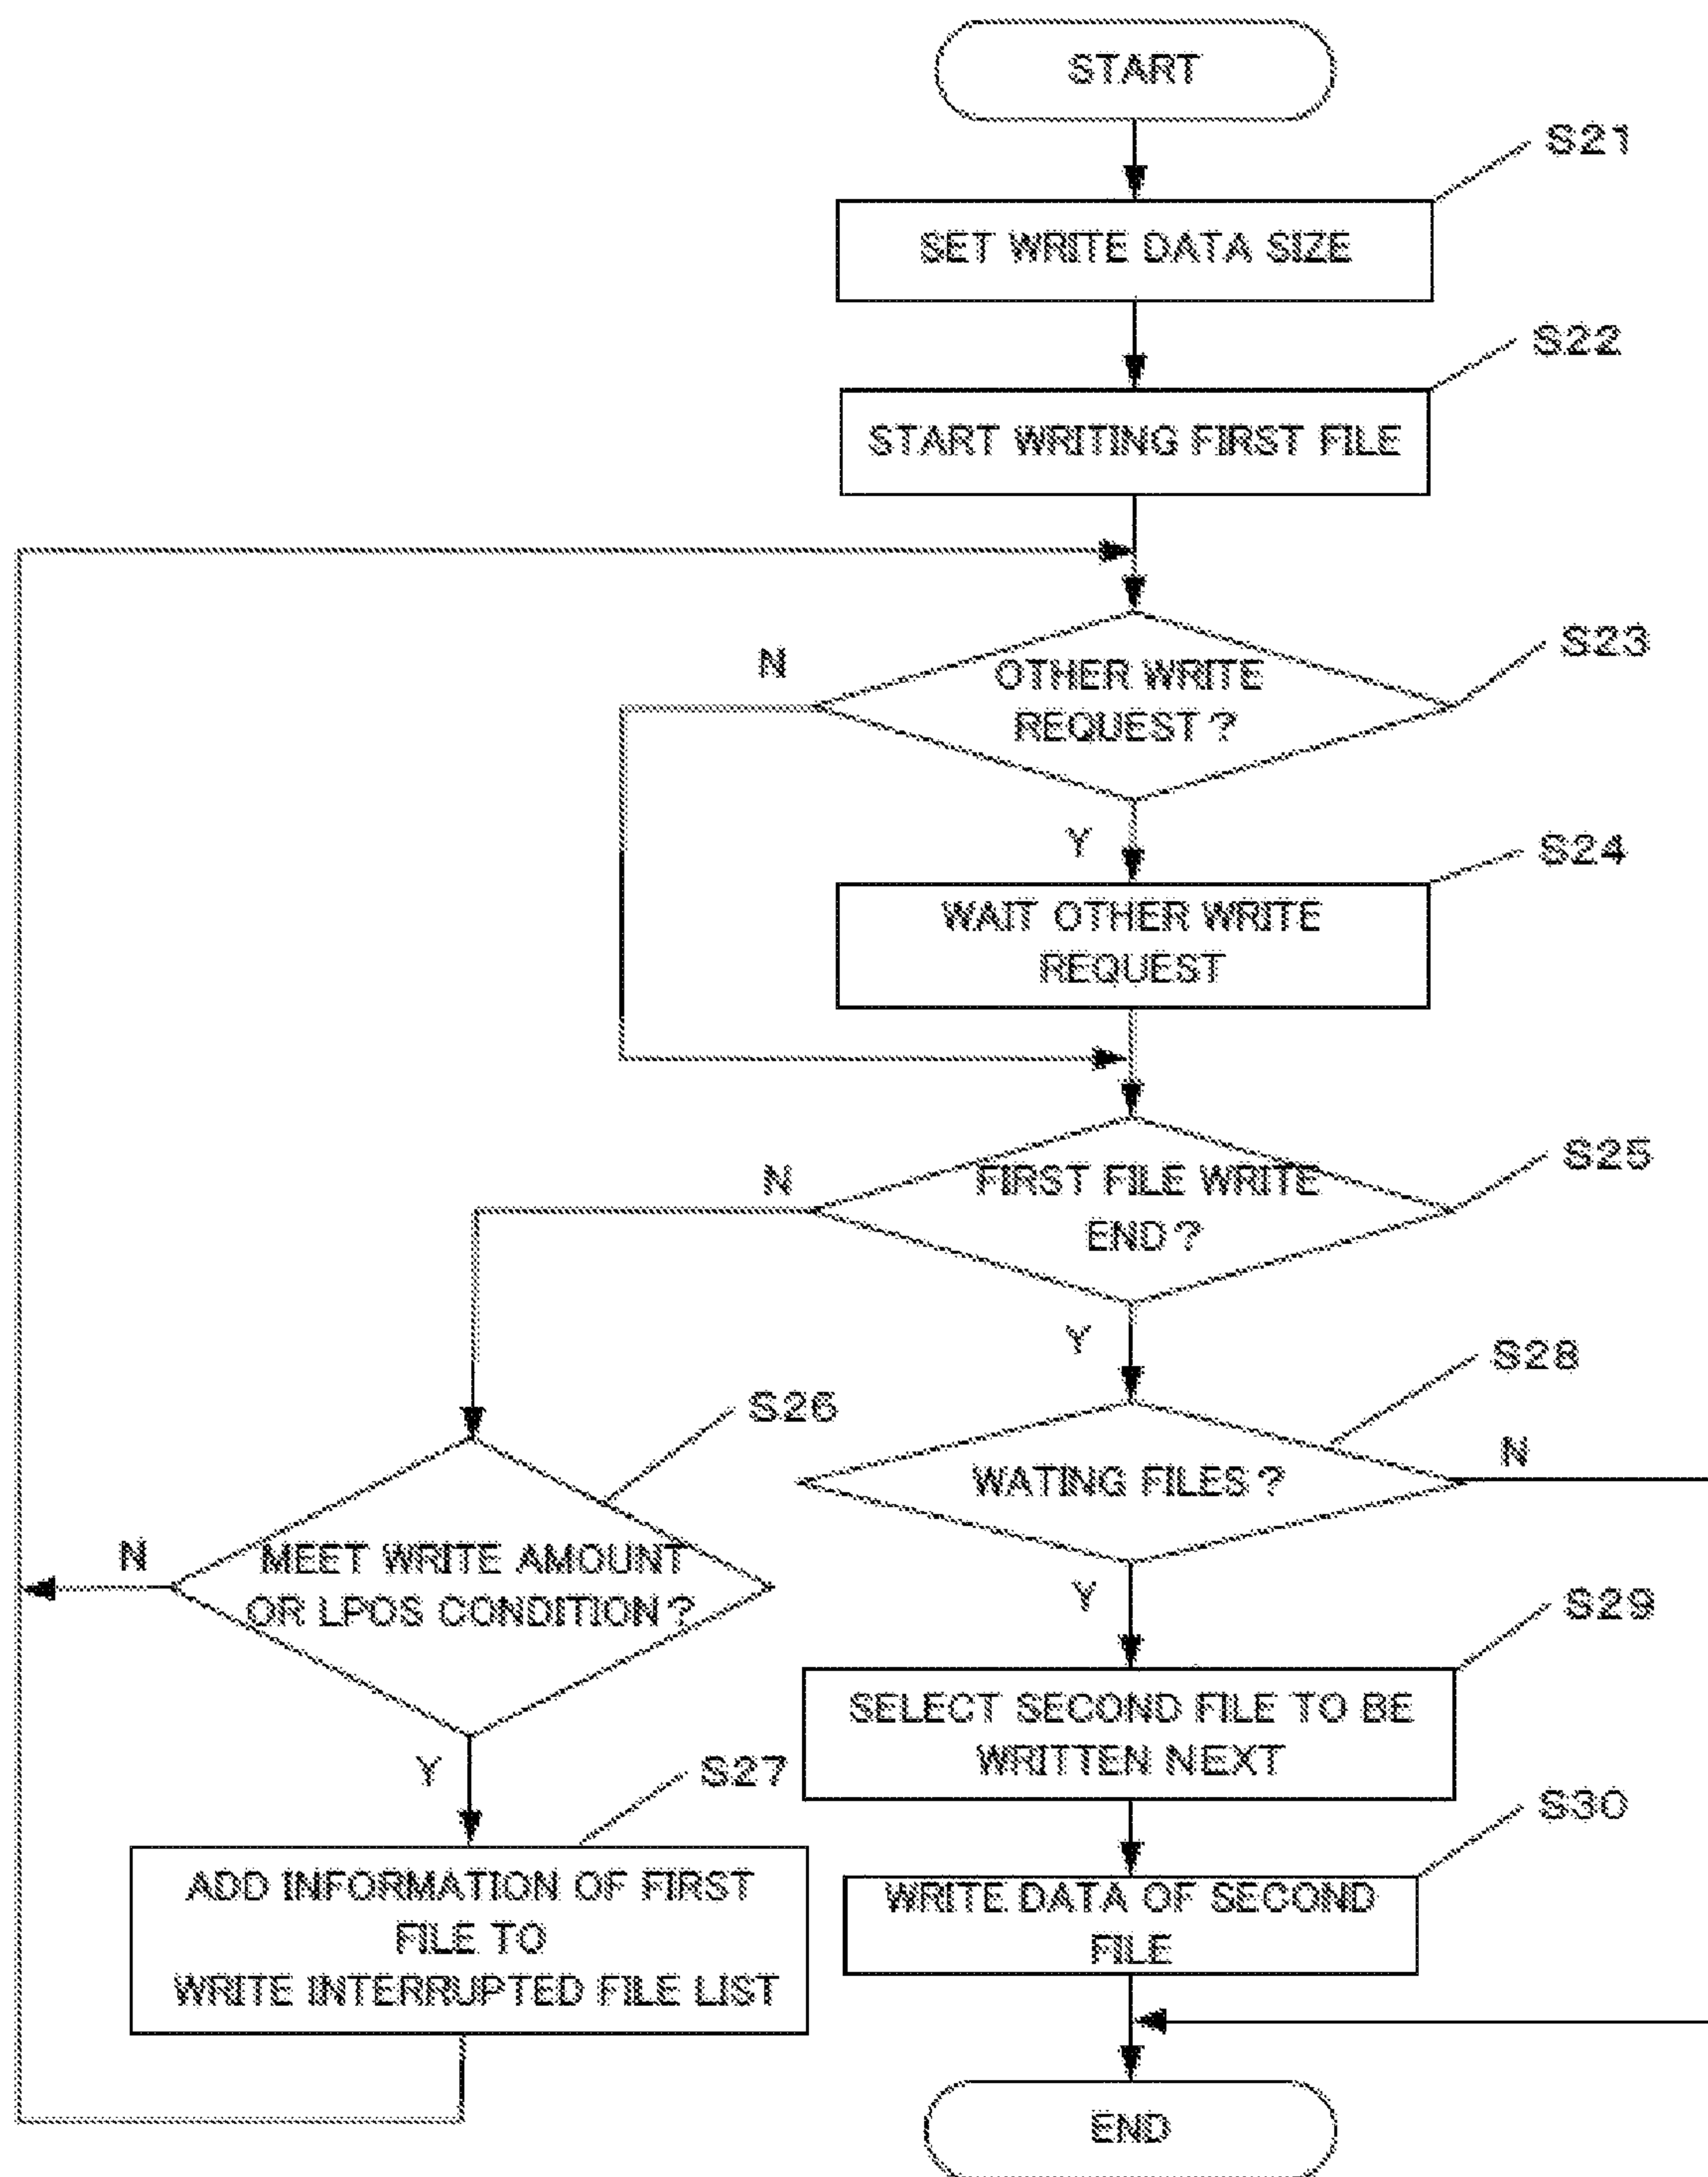 START
S21
SET WRITE DATA SIZE
S22
START WRITING FIRST FILE
S23
N
OTHER WRITE
REQUEST?
Y
S24
WAIT OTHER WRITE
REQUEST
S25
N
FIRST FILE WRITE
END?
Y
S28
S26
WATING FILES?
N
N
MEET WRITE AMOUNT
OR LPOS CONDITION?
Y
S29
SELECT SECOND FILE TO BE
WRITTEN NEXT
Y
S27
S30
ADD INFORMATION OF FIRST
FILE TO
WRITE INTERRUPTED FILE LIST
WRITE DATA OF SECOND
FILE
END